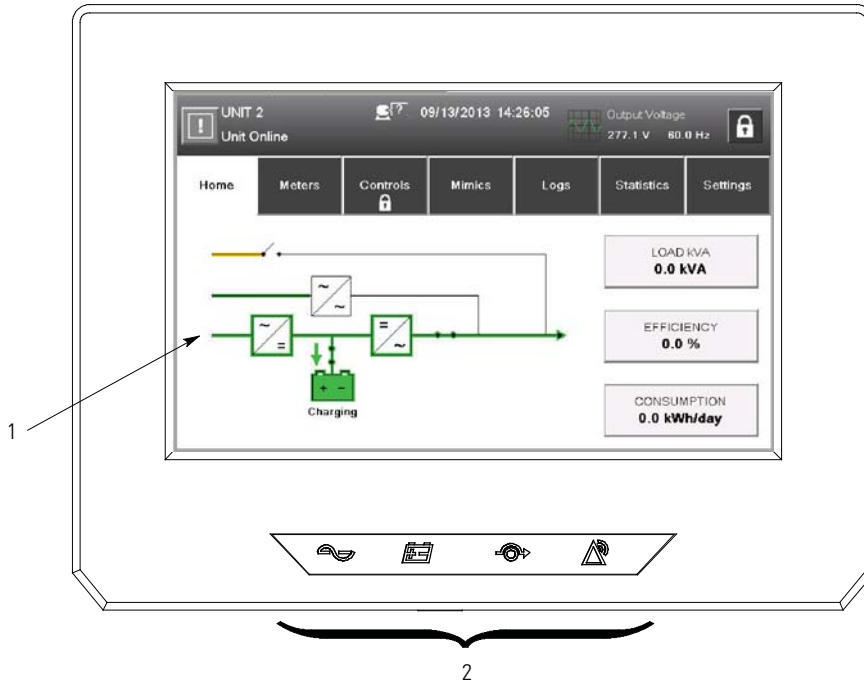 UNIT 2
Unit Online
09/13/2013 14:26:05
Output Voltage
277.1 V 60.0 Hz
Home
Meters
Controls
Mimics
Logs
Statistics
Settings
LOAD kVA
0.0 kVA
EFFICIENCY
0.0 %
CONSUMPTION
0.0 kWh/day
Charging
1
2